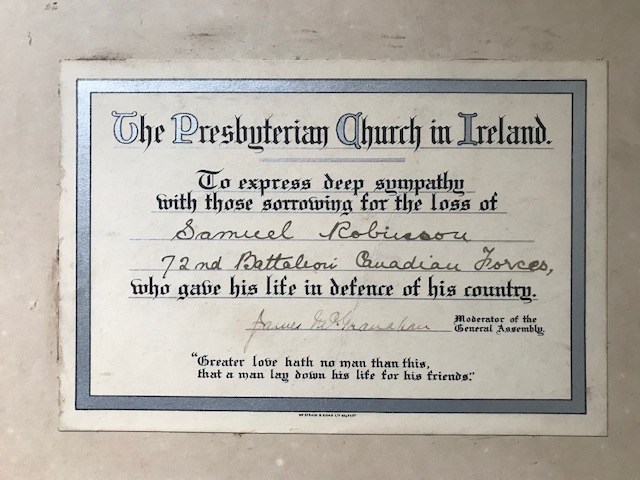 The Presbyterian Church in Ireland.
To express deep sympathy
with those sorrowing for the loss of
Samuel Robinson
72nd Battalion Canadian Forces,
who gave his life in defence of his country.
James McGranahan Moderator of the
General Assembly.
"Greater love hath no man than this,
that a man lay down his life for his friends."